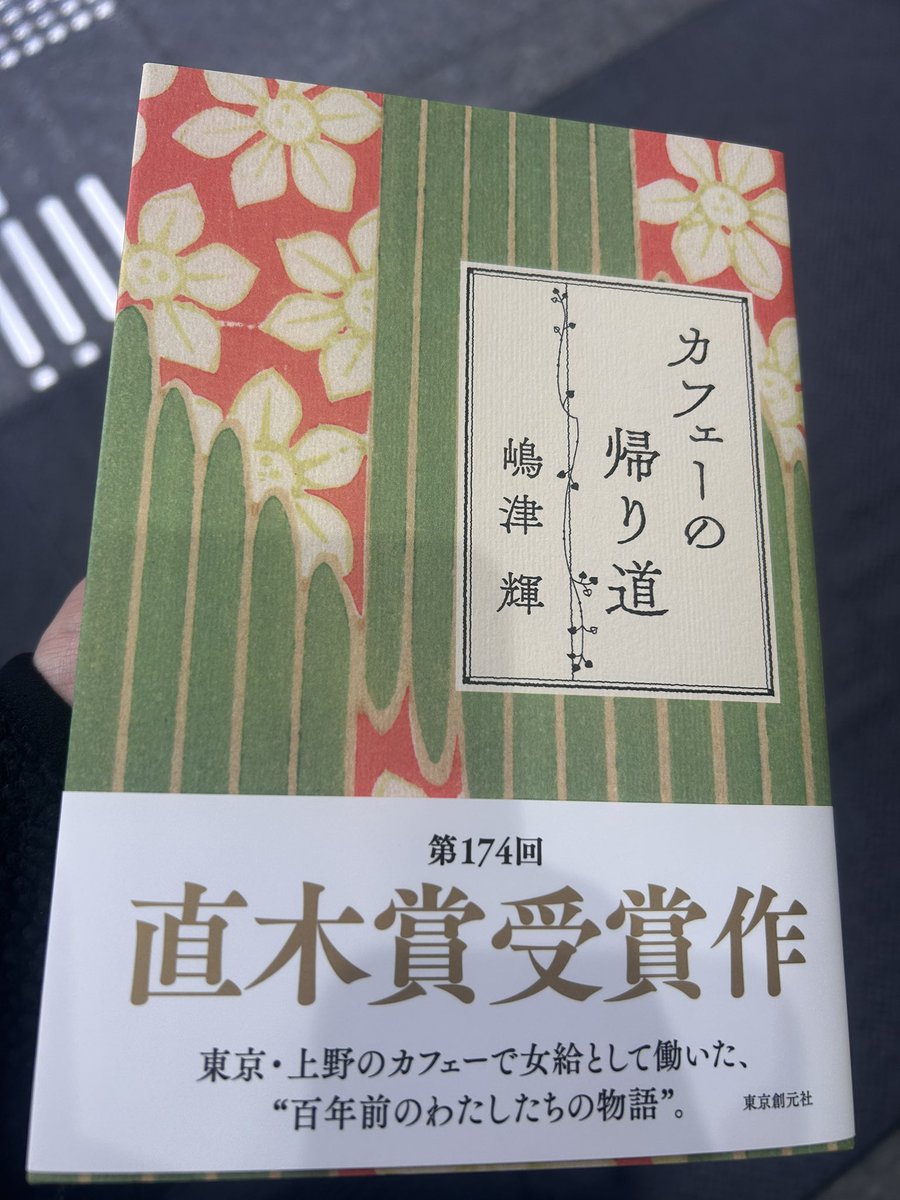 カフェーの
帰り道
嶋津 輝
第174回
直木賞受賞作
東京・上野のカフェーで女給として働いた、
“百年前のわたしたちの物語”。
東京創元社